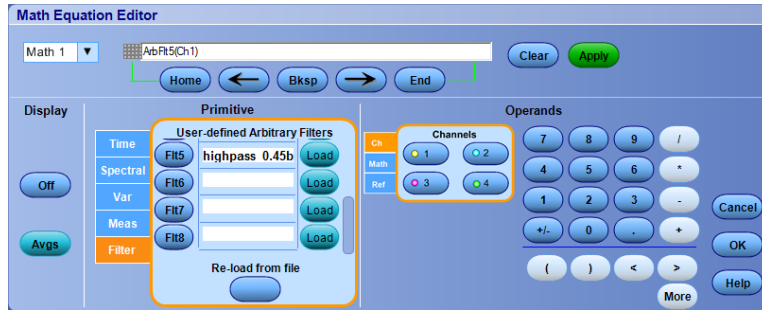 Math Equation Editor
Math 1 ▼
ArbFlt5(Ch1)
Clear
Apply
Home
←
Bksp
→
End
Display
Primitive
Operands
Off
Avgs
Time
Spectral
Var
Meas
Filter
User-defined Arbitrary Filters
Flt5 highpass_0.45b Load
Flt6 Load
Flt7 Load
Flt8 Load
Re-load from file
Ch
Math
Ref
Channels
1 2
3 4
7 8 9 /
4 5 6 *
1 2 3 -
+/- 0 . +
( ) < >
More
Cancel
OK
Help